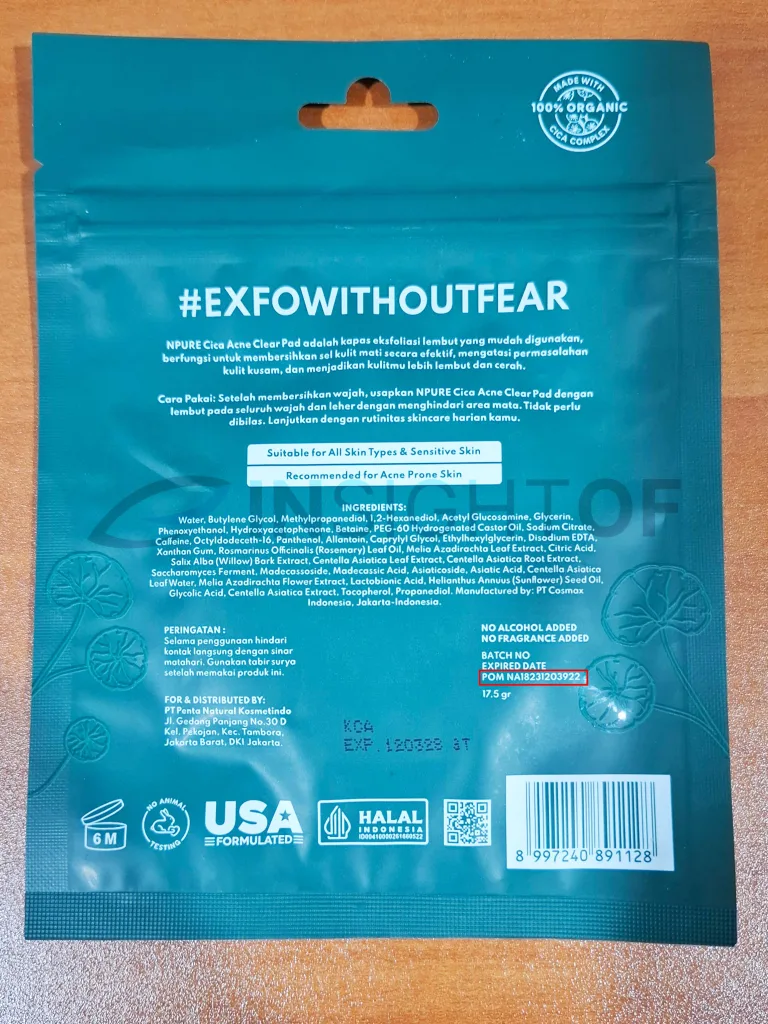 MADE WITH
100% ORGANIC
CICA COMPLEX
#EXFOWITHOUTFEAR
NPURE Cica Acne Clear Pad adalah kapas eksfoliasi lembut yang mudah digunakan,
berfungsi untuk membersihkan sel kulit mati secara efektif, mengatasi permasalahan
kulit kusam, dan menjadikan kulitmu lebih lembut dan cerah.
Cara Pakai: Setelah membersihkan wajah, usapkan NPURE Cica Acne Clear Pad dengan
lembut pada seluruh wajah dan leher dengan menghindari area mata. Tidak perlu
dibilas. Lanjutkan dengan rutinitas skincare harian kamu.
Suitable for All Skin Types & Sensitive Skin
Recommended for Acne Prone Skin
INSIGHTOF
INGREDIENTS:
Water, Butylene Glycol, Methylpropanediol, 1,2-Hexanediol, Acetyl Glucosamine, Glycerin,
Phenoxyethanol, Hydroxyacetophenone, Betaine, PEG-60 Hydrogenated Castor Oil, Sodium Citrate,
Caffeine, Octyldodeceth-16, Panthenol, Allantoin, Caprylyl Glycol, Ethylhexylglycerin, Disodium EDTA,
Xanthan Gum, Rosmarinus Officinalis (Rosemary) Leaf Oil, Melia Azadirachta Leaf Extract, Citric Acid,
Salix Alba (Willow) Bark Extract, Centella Asiatica Leaf Extract, Centella Asiatica Root Extract,
Saccharomyces Ferment, Madecassoside, Madecassic Acid, Asiaticoside, Asiatic Acid, Centella Asiatica
Leaf Water, Melia Azadirachta Flower Extract, Lactobionic Acid, Helianthus Annuus (Sunflower) Seed Oil,
Glycolic Acid, Centella Asiatica Extract, Tocopherol, Propanediol. Manufactured by: PT Cosmax
Indonesia, Jakarta-Indonesia.
PERINGATAN :
Selama penggunaan hindari
kontak langsung dengan sinar
matahari. Gunakan tabir surya
setelah memakai produk ini.
NO ALCOHOL ADDED
NO FRAGRANCE ADDED
BATCH NO
EXPIRED DATE
POM NA18231203922
17.5 gr
FOR & DISTRIBUTED BY:
PT Penta Natural Kosmetindo
Jl. Gedong Panjang No.30 D
Kel. Pekojan, Kec. Tambora,
Jakarta Barat, DKI Jakarta.
KOA
EXP.120328 3T
6 M
NO ANIMAL
TESTING
USA
FORMULATED
HALAL
INDONESIA
ID00410000261660522
8 997240 891128